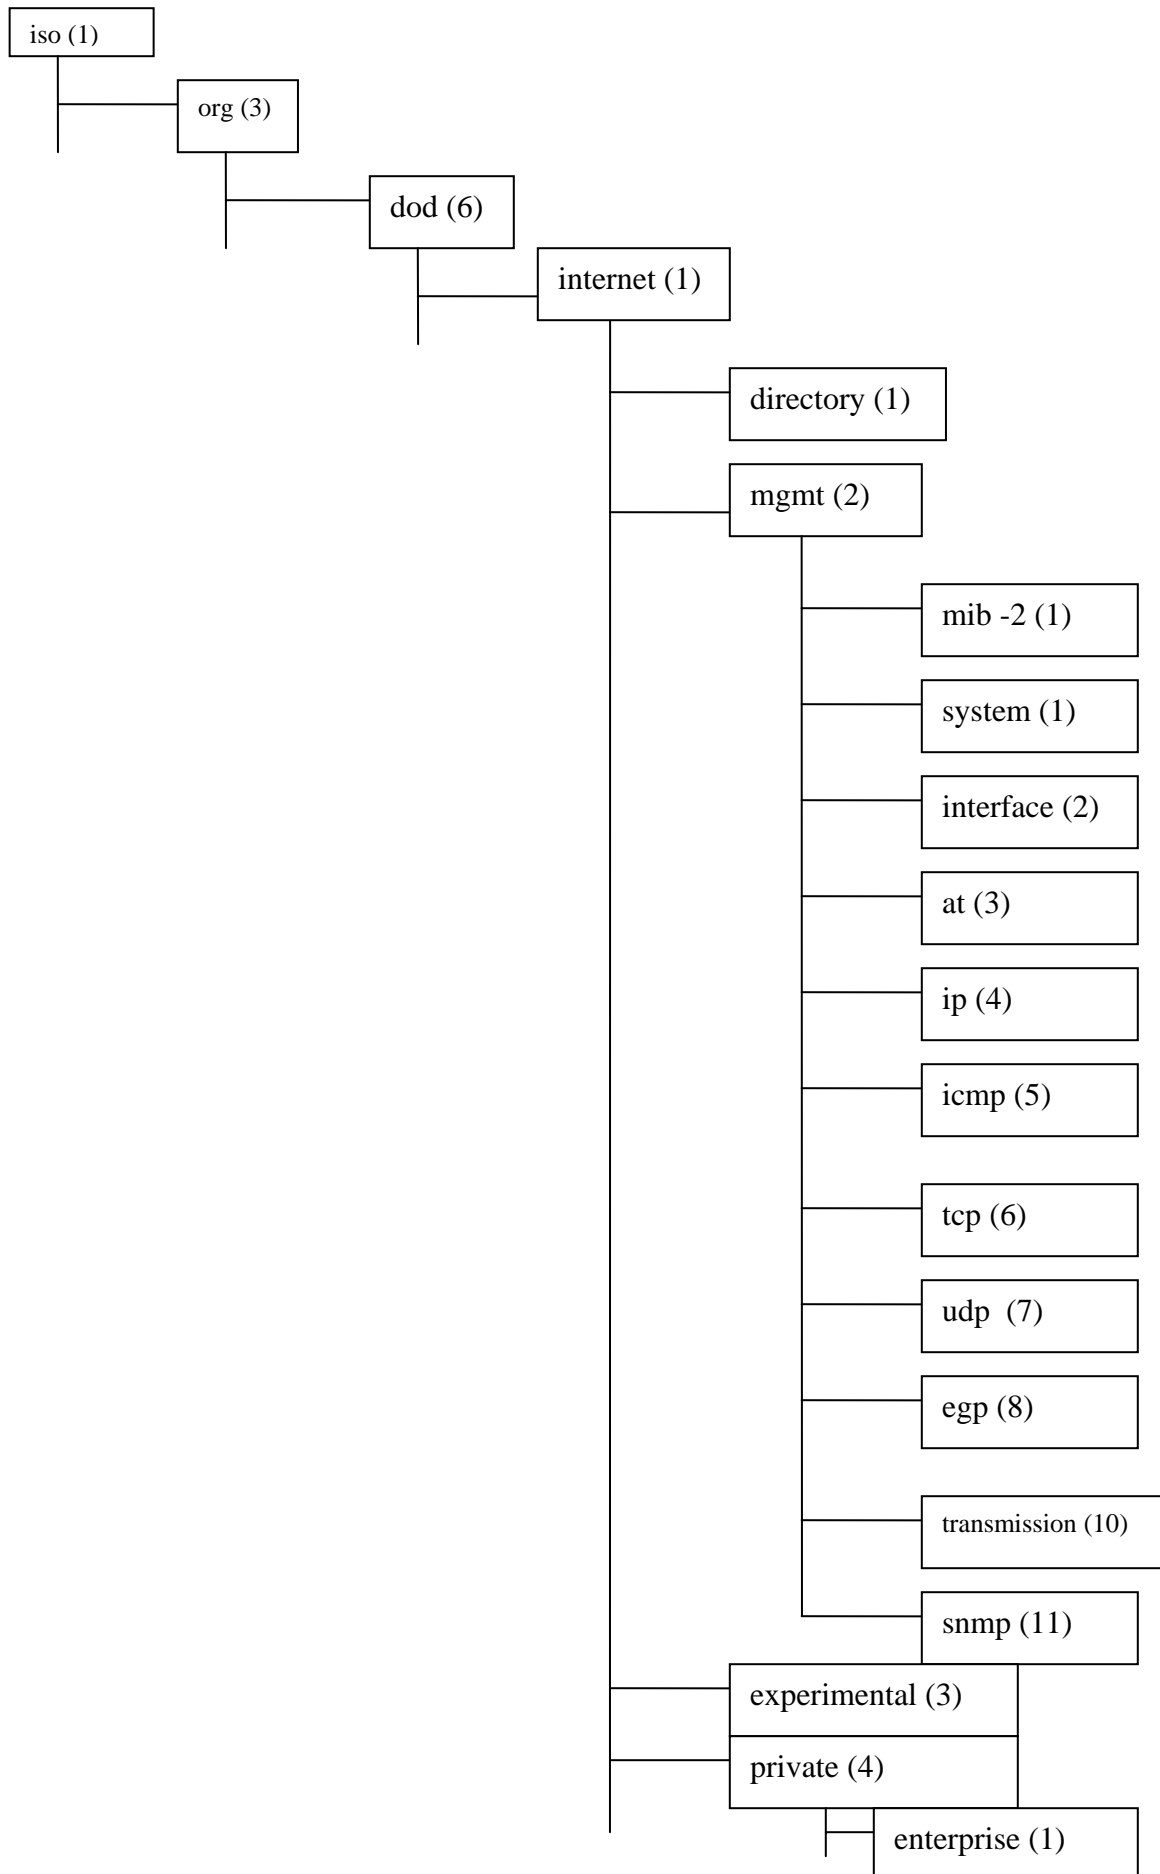 iso (1)
org (3)
dod (6)
internet (1)
directory (1)
mgmt (2)
mib -2 (1)
system (1)
interface (2)
at (3)
ip (4)
icmp (5)
tcp (6)
udp  (7)
egp (8)
transmission (10)
snmp (11)
experimental (3)
private (4)
enterprise (1)